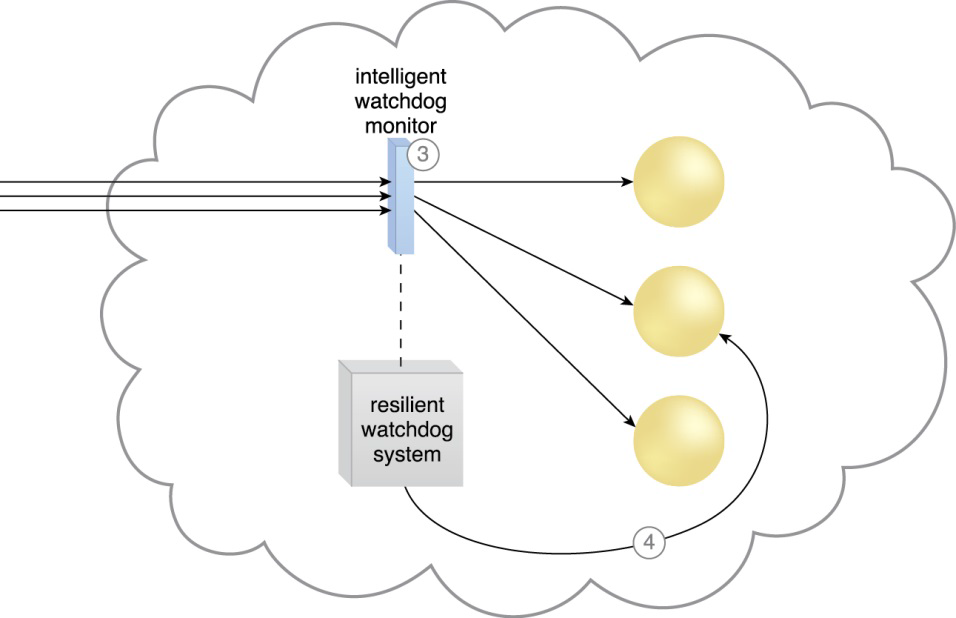 intelligent
watchdog
monitor
3
resilient
watchdog
system
4